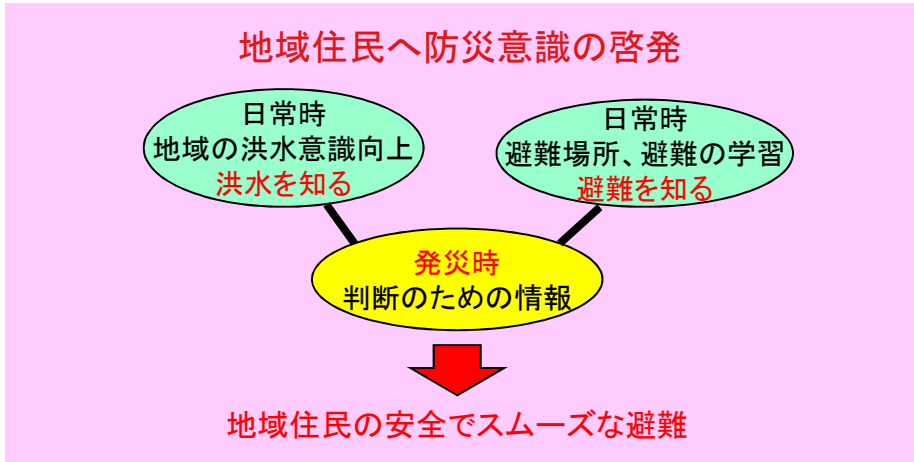 地域住民へ防災意識の啓発
日常時
地域の洪水意識向上
洪水を知る
日常時
避難場所、避難の学習
避難を知る
発災時
判断のための情報
地域住民の安全でスムーズな避難